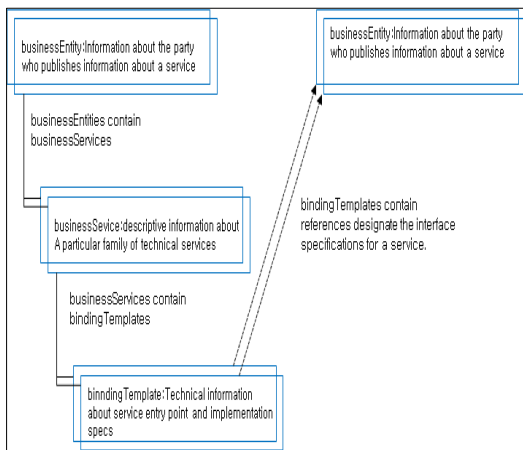 businessEntity:Information about the party
who publishes information about a service
businessEntity:Information about the party
who publishes information about a service
businessEntities contain
businessServices
bindingTemplates contain
references designate the interface
specifications for a service.
businessSevice:descriptive information about
A particular family of technical services
businessServices contain
bindingTemplates
binndingTemplate:Technical information
about service entry point and implementation
specs